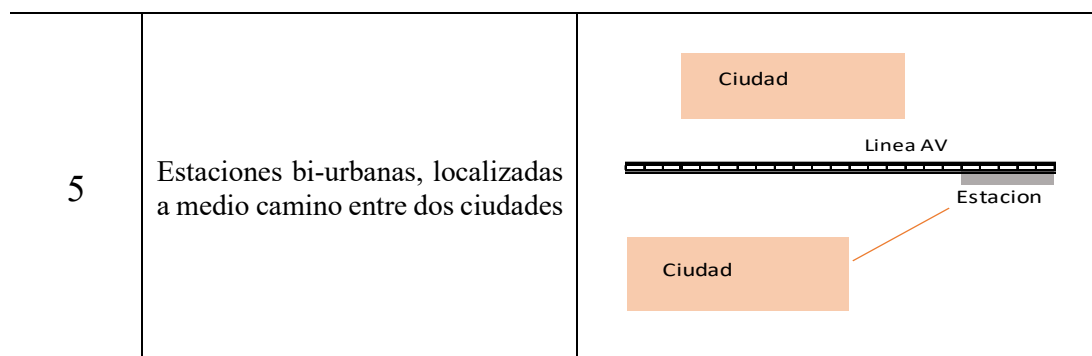 5
Estaciones bi-urbanas, localizadas
a medio camino entre dos ciudades
Ciudad
Linea AV
Estacion
Ciudad